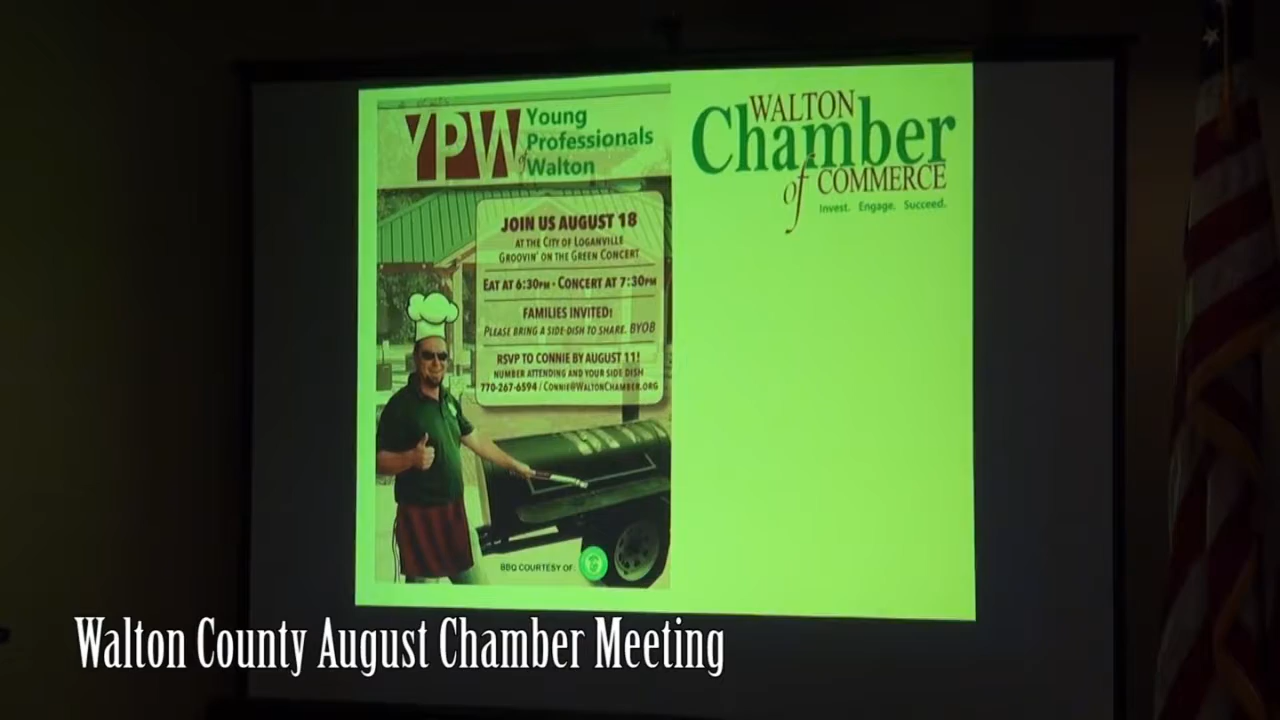 YPW
of
Young
Professionals
Walton
JOIN US AUGUST 18
AT THE CITY OF LOGANVILLE
GROOVIN' ON THE GREEN CONCERT
EAT AT 6:30PM - CONCERT AT 7:30PM
FAMILIES INVITED!
PLEASE BRING A SIDE-DISH TO SHARE. BYOB
RSVP TO CONNIE BY AUGUST 11!
NUMBER ATTENDING AND YOUR SIDE DISH
770-267-6594 / CONNIE@WALTONCHAMBER.ORG
BBQ COURTESY OF:
WALTON
Chamber
of COMMERCE
Invest. Engage. Succeed.
Walton County August Chamber Meeting